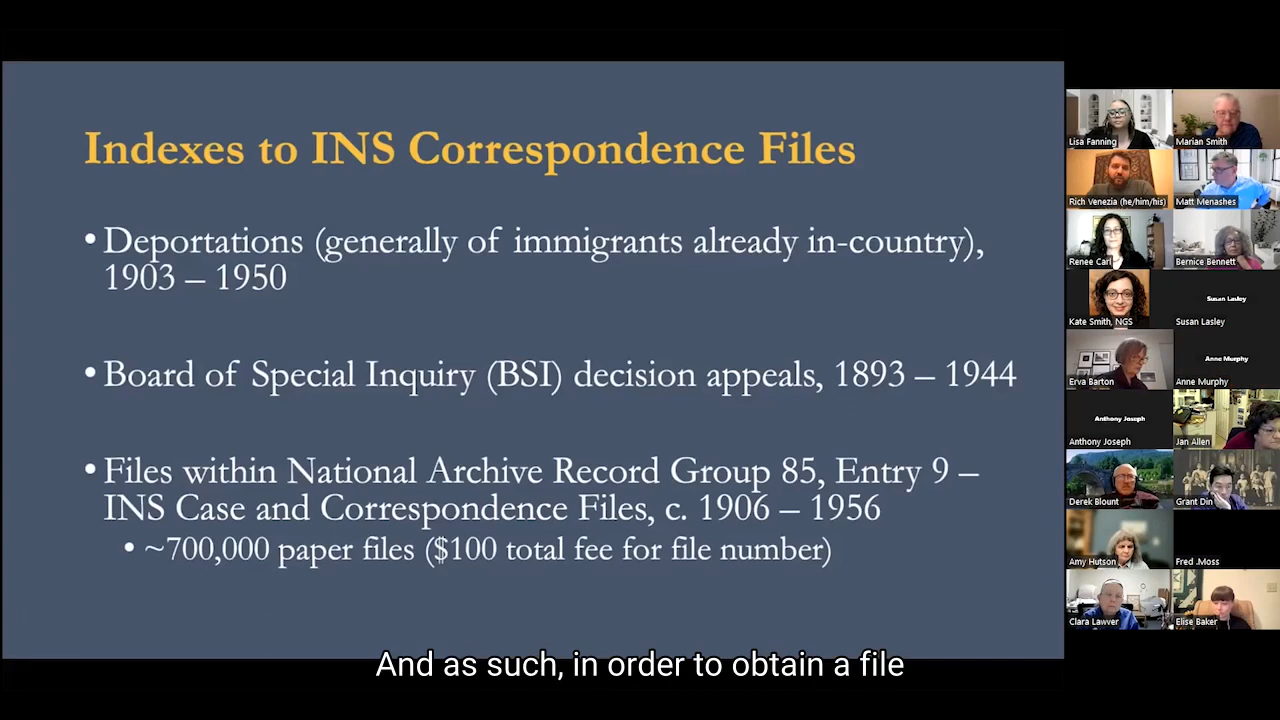 Indexes to INS Correspondence Files
• Deportations (generally of immigrants already in-country),
1903 – 1950
• Board of Special Inquiry (BSI) decision appeals, 1893 – 1944
• Files within National Archive Record Group 85, Entry 9 –
INS Case and Correspondence Files, c. 1906 – 1956
• ~700,000 paper files ($100 total fee for file number)
And as such, in order to obtain a file
Lisa Fanning
Marian Smith
Rich Venezia (he/him/his)
Matt Menashes
Renee Carl
Bernice Bennett
Kate Smith, NGS
Susan Lasley
Susan Lasley
Erva Barton
Anne Murphy
Anne Murphy
Anthony Joseph
Anthony Joseph
Jan Allen
Derek Blount
Grant Din
Amy Hutson
Fred .Moss
Clara Lawver
Elise Baker